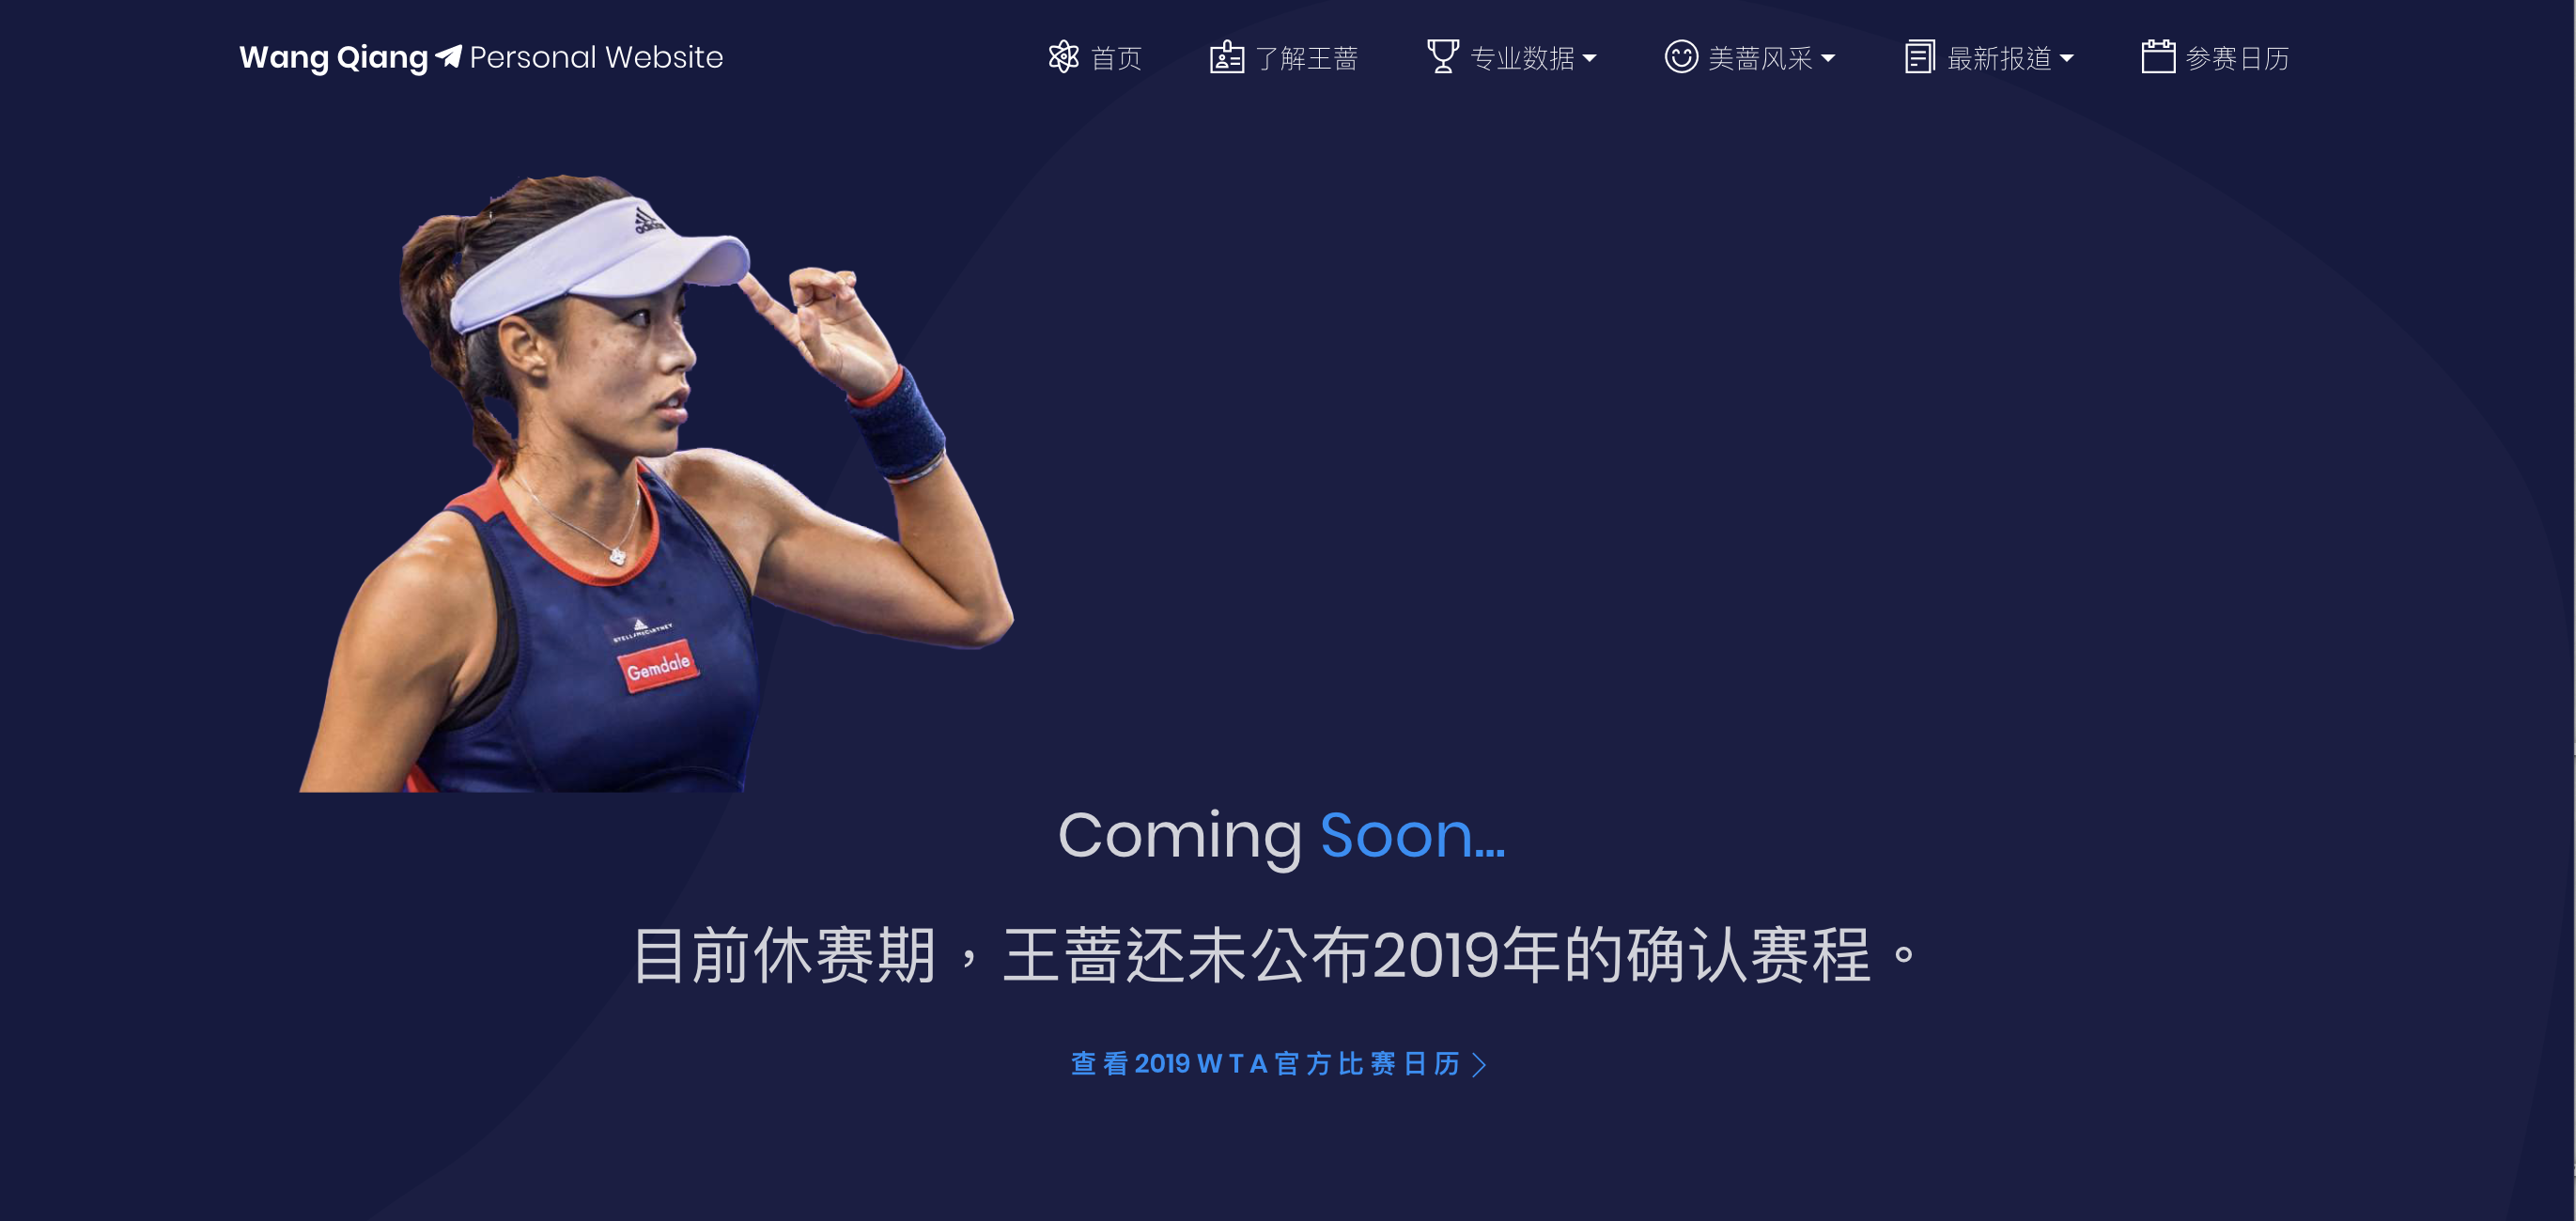 Wang Qiang Personal Website
首页 了解王蔷 专业数据 美蔷风采 最新报道 参赛日历
adidas
STELLA McCARTNEY
Gemdale
Coming Soon...
目前休赛期，王蔷还未公布2019年的确认赛程。
查看2019 WTA官方比赛日历